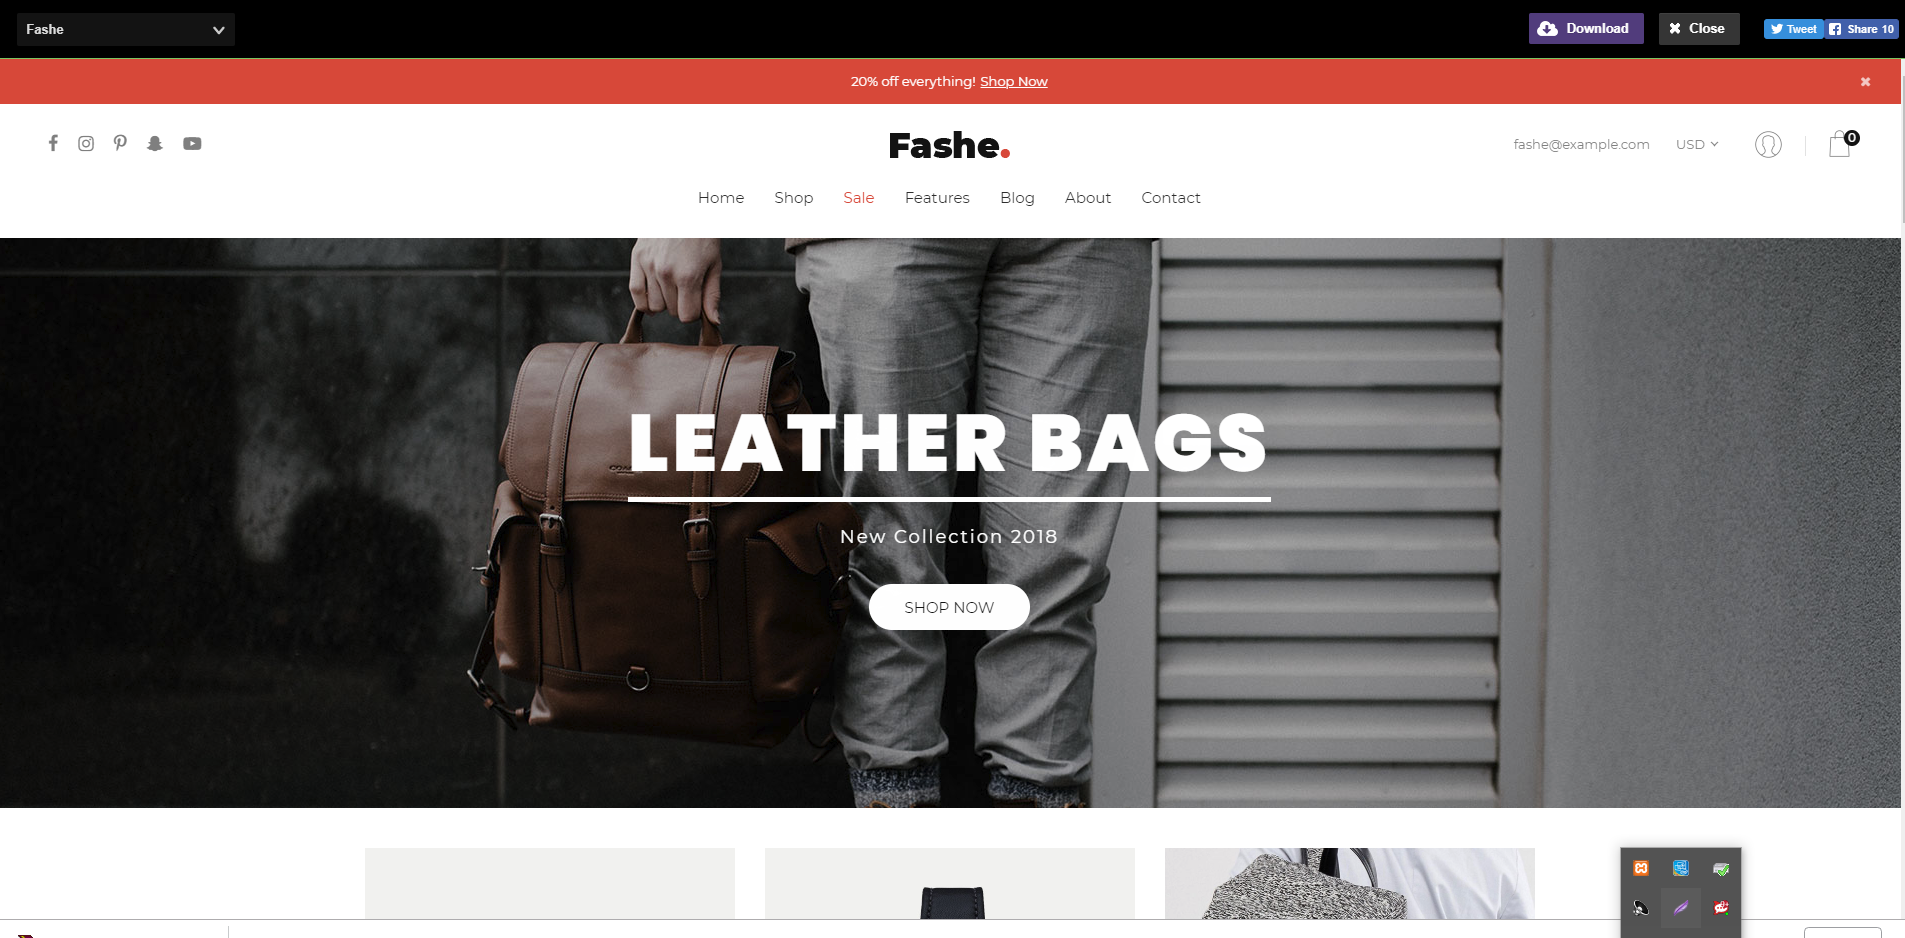 Fashe
Download
Close
Tweet
Share 10
20% off everything! Shop Now
Fashe.
fashe@example.com
USD
0
Home
Shop
Sale
Features
Blog
About
Contact
LEATHER BAGS
New Collection 2018
SHOP NOW